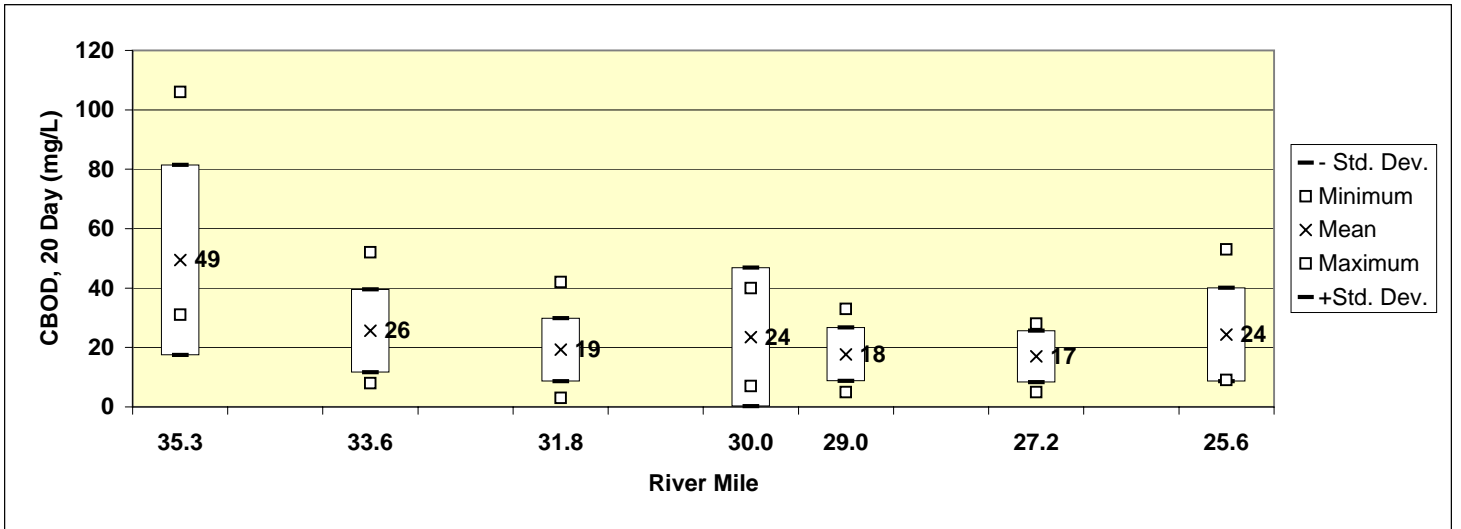 CBOD, 20 Day (mg/L)
120
100
80
60
40
20
0
49
26
19
24
18
17
24
35.3 33.6 31.8 30.0 29.0 27.2 25.6
River Mile
- Std. Dev.
Minimum
Mean
Maximum
+Std. Dev.